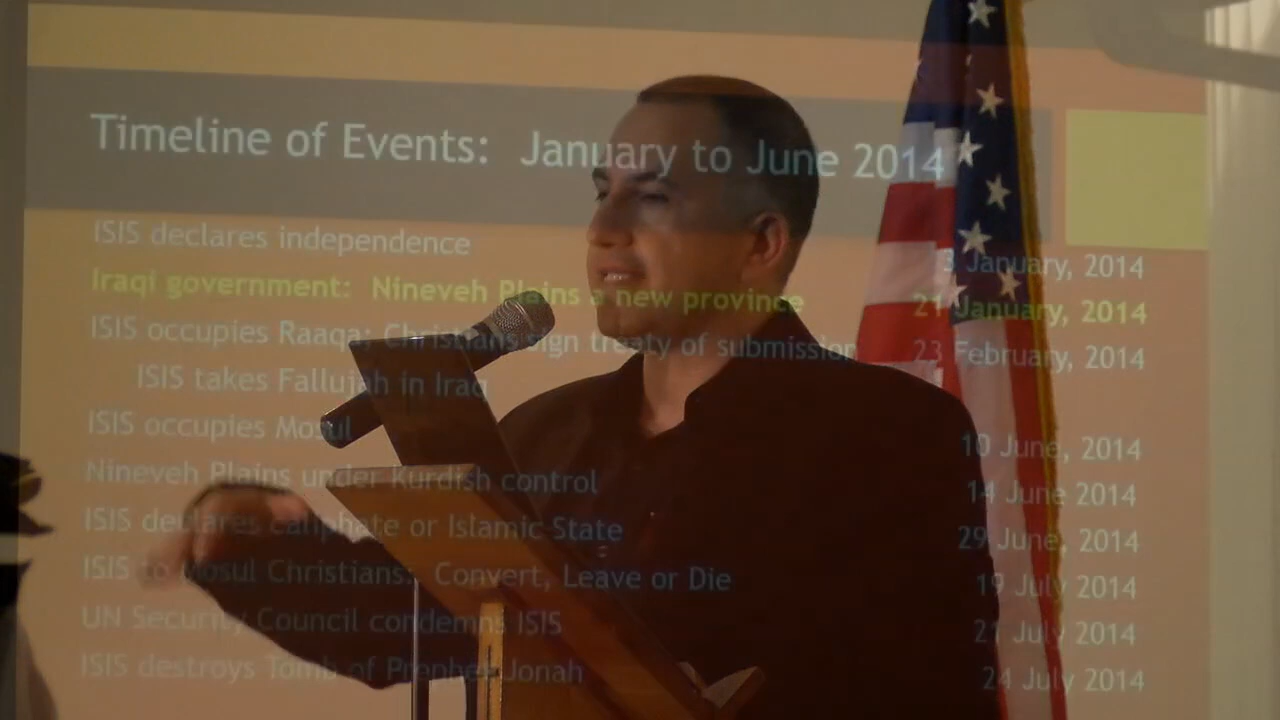 Timeline of Events: January to June 2014
ISIS declares independence 3 January, 2014
Iraqi government: Nineveh Plains a new province 21 January, 2014
ISIS occupies Raaqa: Christians sign treaty of submission 23 February, 2014
ISIS takes Fallujah in Iraq
ISIS occupies Mosul 10 June, 2014
Nineveh Plains under Kurdish control 14 June 2014
ISIS declares caliphate or Islamic State 29 June, 2014
ISIS to Mosul Christians: Convert, Leave or Die 19 July 2014
UN Security Council condemns ISIS 21 July 2014
ISIS destroys Tomb of Prophet Jonah 24 July 2014